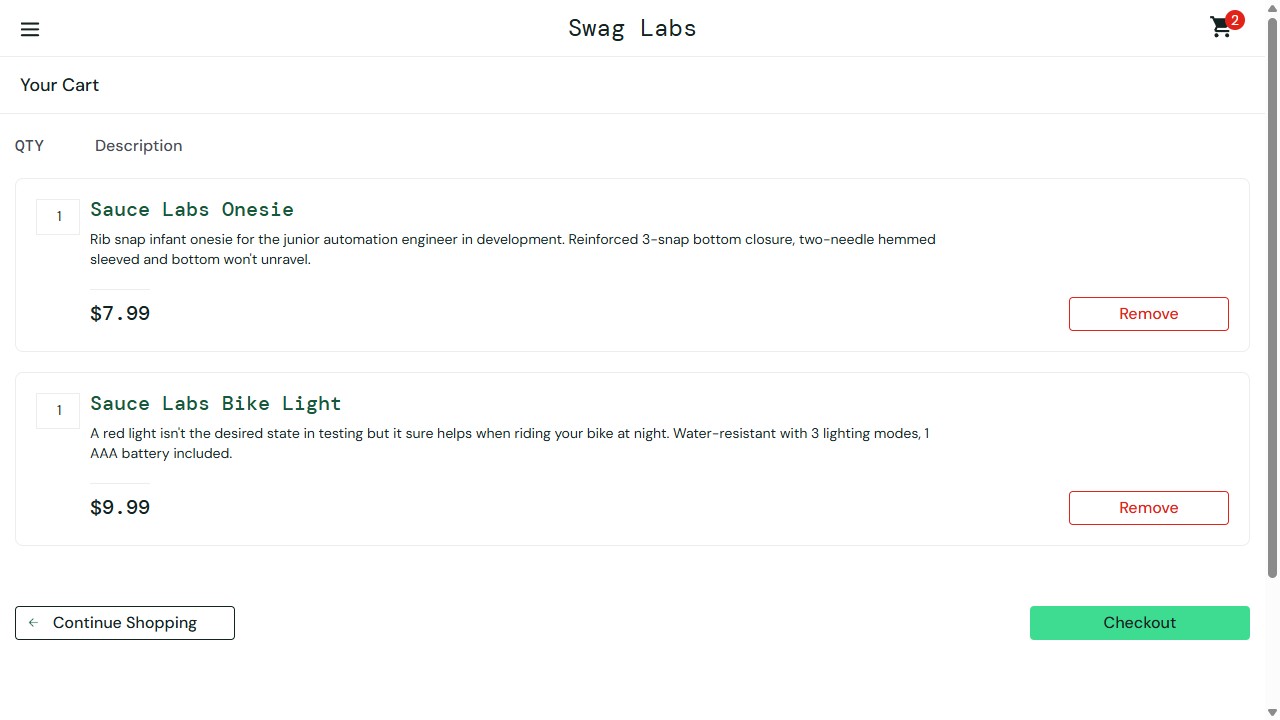 Swag Labs
2
Your Cart
QTY
Description
1
Sauce Labs Onesie
Rib snap infant onesie for the junior automation engineer in development. Reinforced 3-snap bottom closure, two-needle hemmed
sleeved and bottom won't unravel.
$7.99
Remove
1
Sauce Labs Bike Light
A red light isn't the desired state in testing but it sure helps when riding your bike at night. Water-resistant with 3 lighting modes, 1
AAA battery included.
$9.99
Remove
Continue Shopping
Checkout